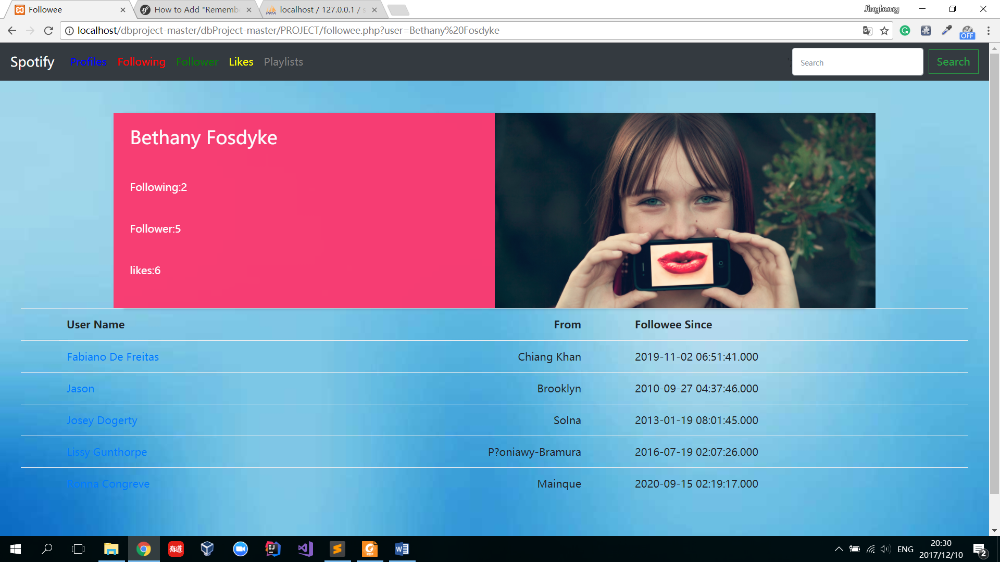 Followee
How to Add "Rememb
localhost / 127.0.0.1 / s
Jinghong
localhost/dbproject-master/dbProject-master/PROJECT/followee.php?user=Bethany%20Fosdyke
OFF
Spotify Profiles Following Follower Likes Playlists Search Search
Bethany Fosdyke
Following:2
Follower:5
likes:6
User Name From Followee Since
Fabiano De Freitas Chiang Khan 2019-11-02 06:51:41.000
Jason Brooklyn 2010-09-27 04:37:46.000
Josey Dogerty Solna 2013-01-19 08:01:45.000
Lissy Gunthorpe P?oniawy-Bramura 2016-07-19 02:07:26.000
Ronna Congreve Mainque 2020-09-15 02:19:17.000
有道
ENG
20:30
2017/12/10
2